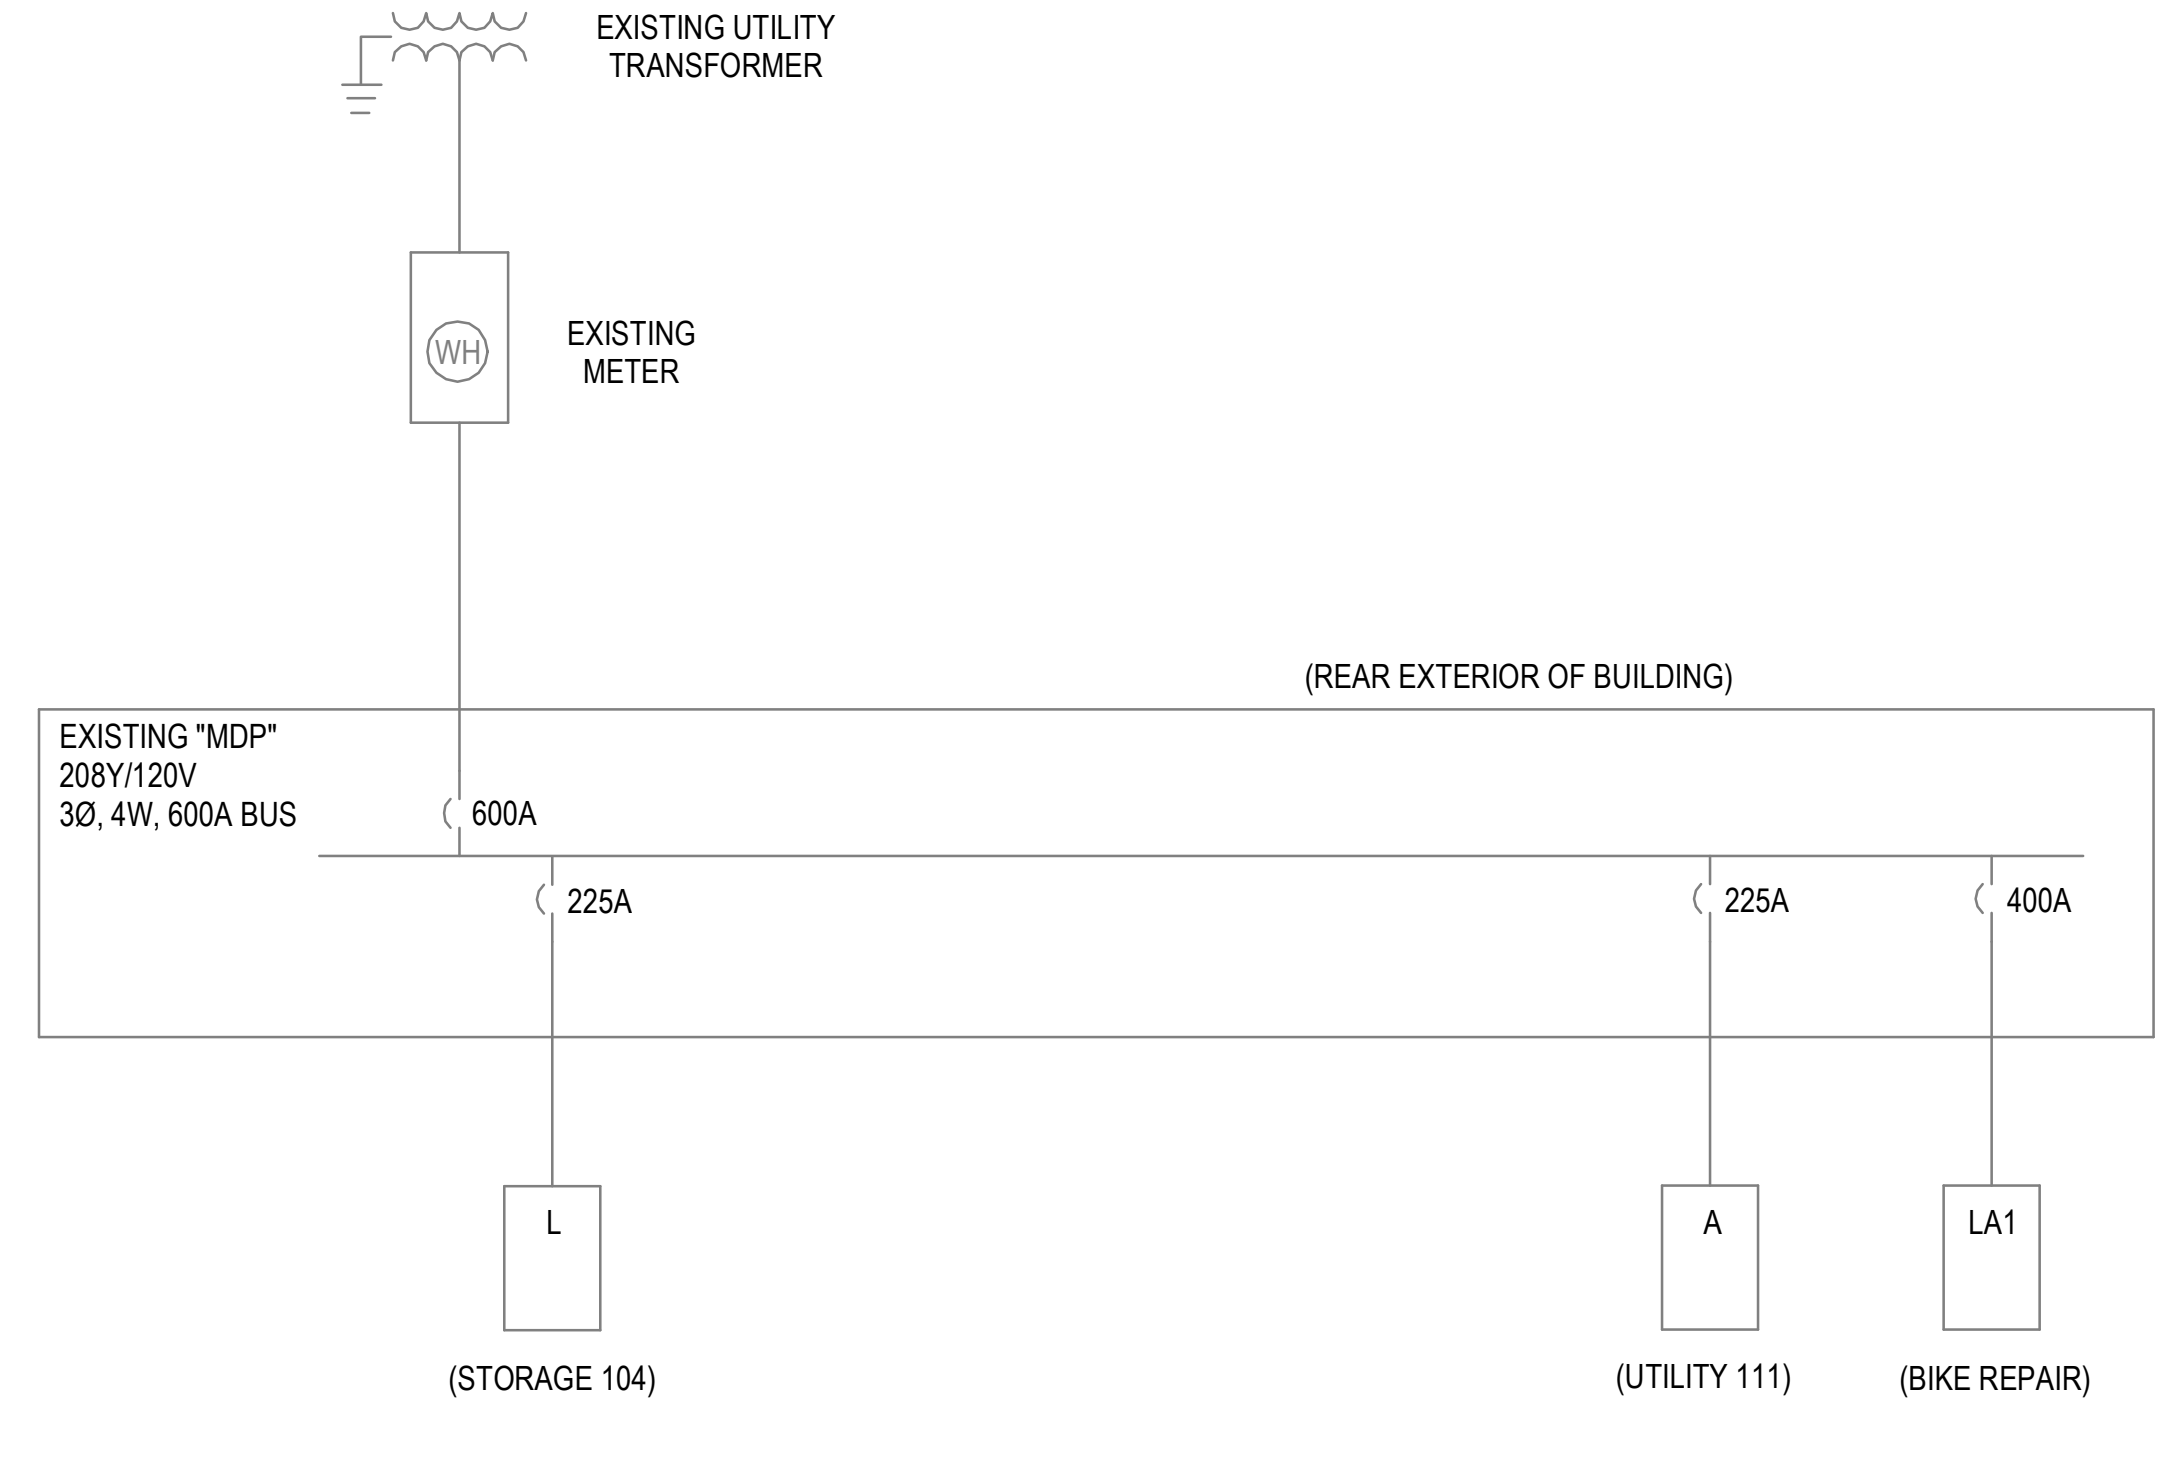 EXISTING UTILITY
TRANSFORMER
WH
EXISTING
METER
(REAR EXTERIOR OF BUILDING)
EXISTING "MDP"
208Y/120V
3Ø, 4W, 600A BUS
600A
225A
225A
400A
L
A
LA1
(STORAGE 104)
(UTILITY 111)
(BIKE REPAIR)